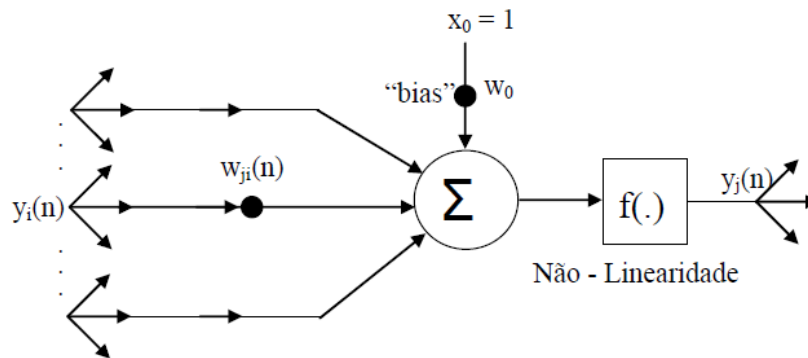 x₀ = 1
“bias” w₀
wⱼᵢ(n)
yᵢ(n)
Σ
f(.)
yⱼ(n)
Não - Linearidade